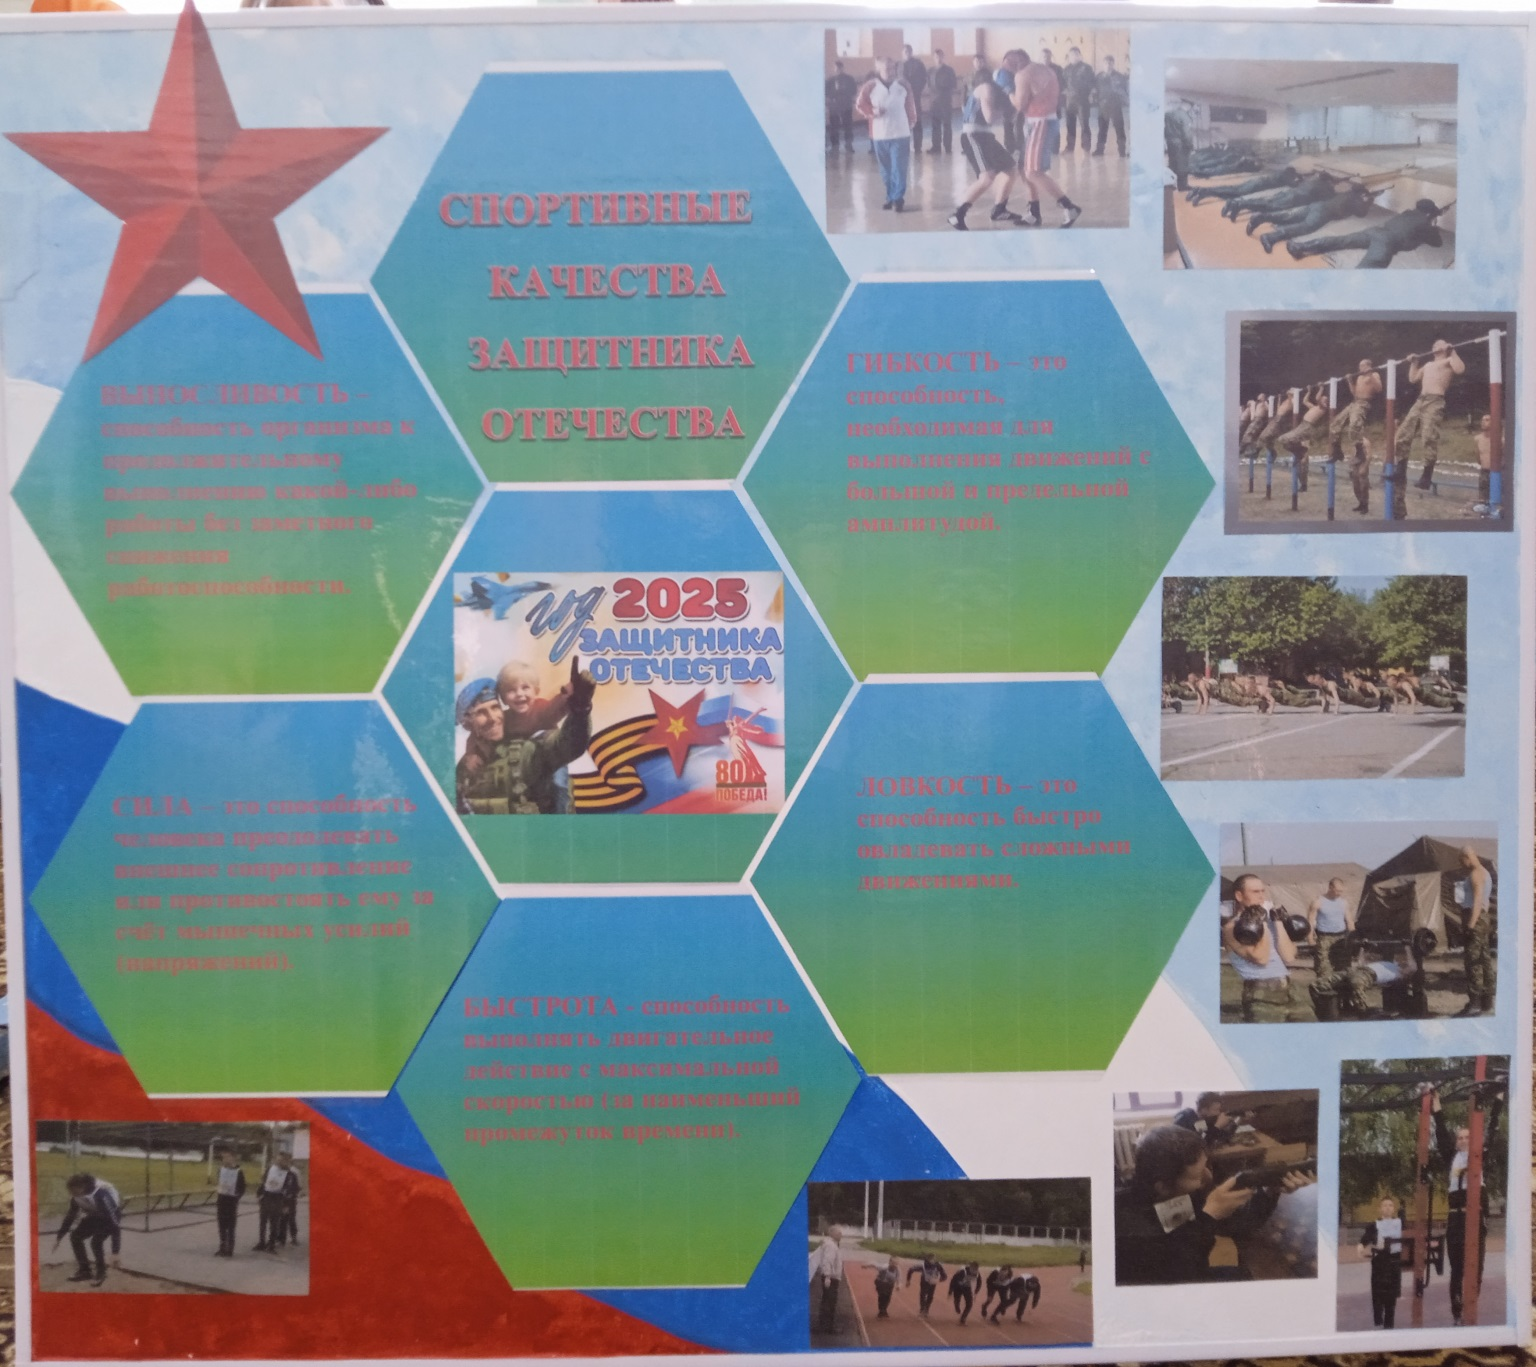 СПОРТИВНЫЕ
КАЧЕСТВА
ЗАЩИТНИКА
ОТЕЧЕСТВА
ВЫНОСЛИВОСТЬ –
способность организма к
продолжительному
выполнению какой-либо
работы без заметного
снижения
работоспособности.
ГИБКОСТЬ – это
способность,
необходимая для
выполнения движений с
большой и предельной
амплитудой.
год 2025
ЗАЩИТНИКА
ОТЕЧЕСТВА
80
ПОБЕДА!
СИЛА – это способность
человека преодолевать
внешнее сопротивление
или противостоять ему за
счёт мышечных усилий
(напряжений).
ЛОВКОСТЬ – это
способность быстро
овладевать сложными
движениями.
БЫСТРОТА - способность
выполнять двигательное
действие с максимальной
скоростью (за наименьший
промежуток времени).